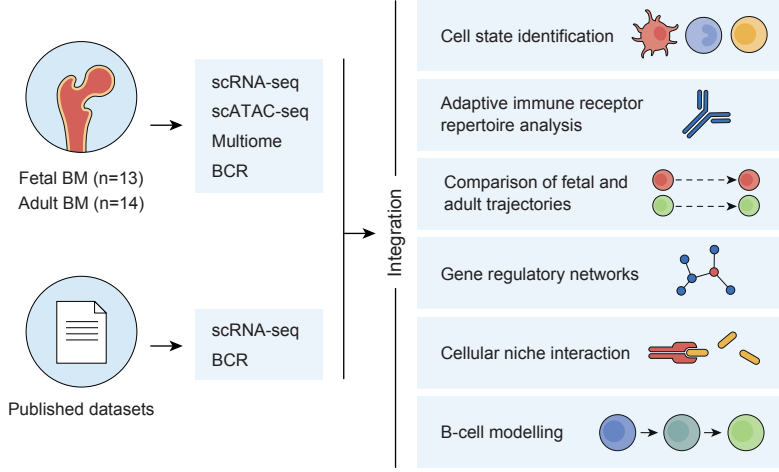 Fetal BM (n=13)
Adult BM (n=14)
scRNA-seq
scATAC-seq
Multiome
BCR
Published datasets
scRNA-seq
BCR
Integration
Cell state identification
Adaptive immune receptor
repertoire analysis
Comparison of fetal and
adult trajectories
Gene regulatory networks
Cellular niche interaction
B-cell modelling